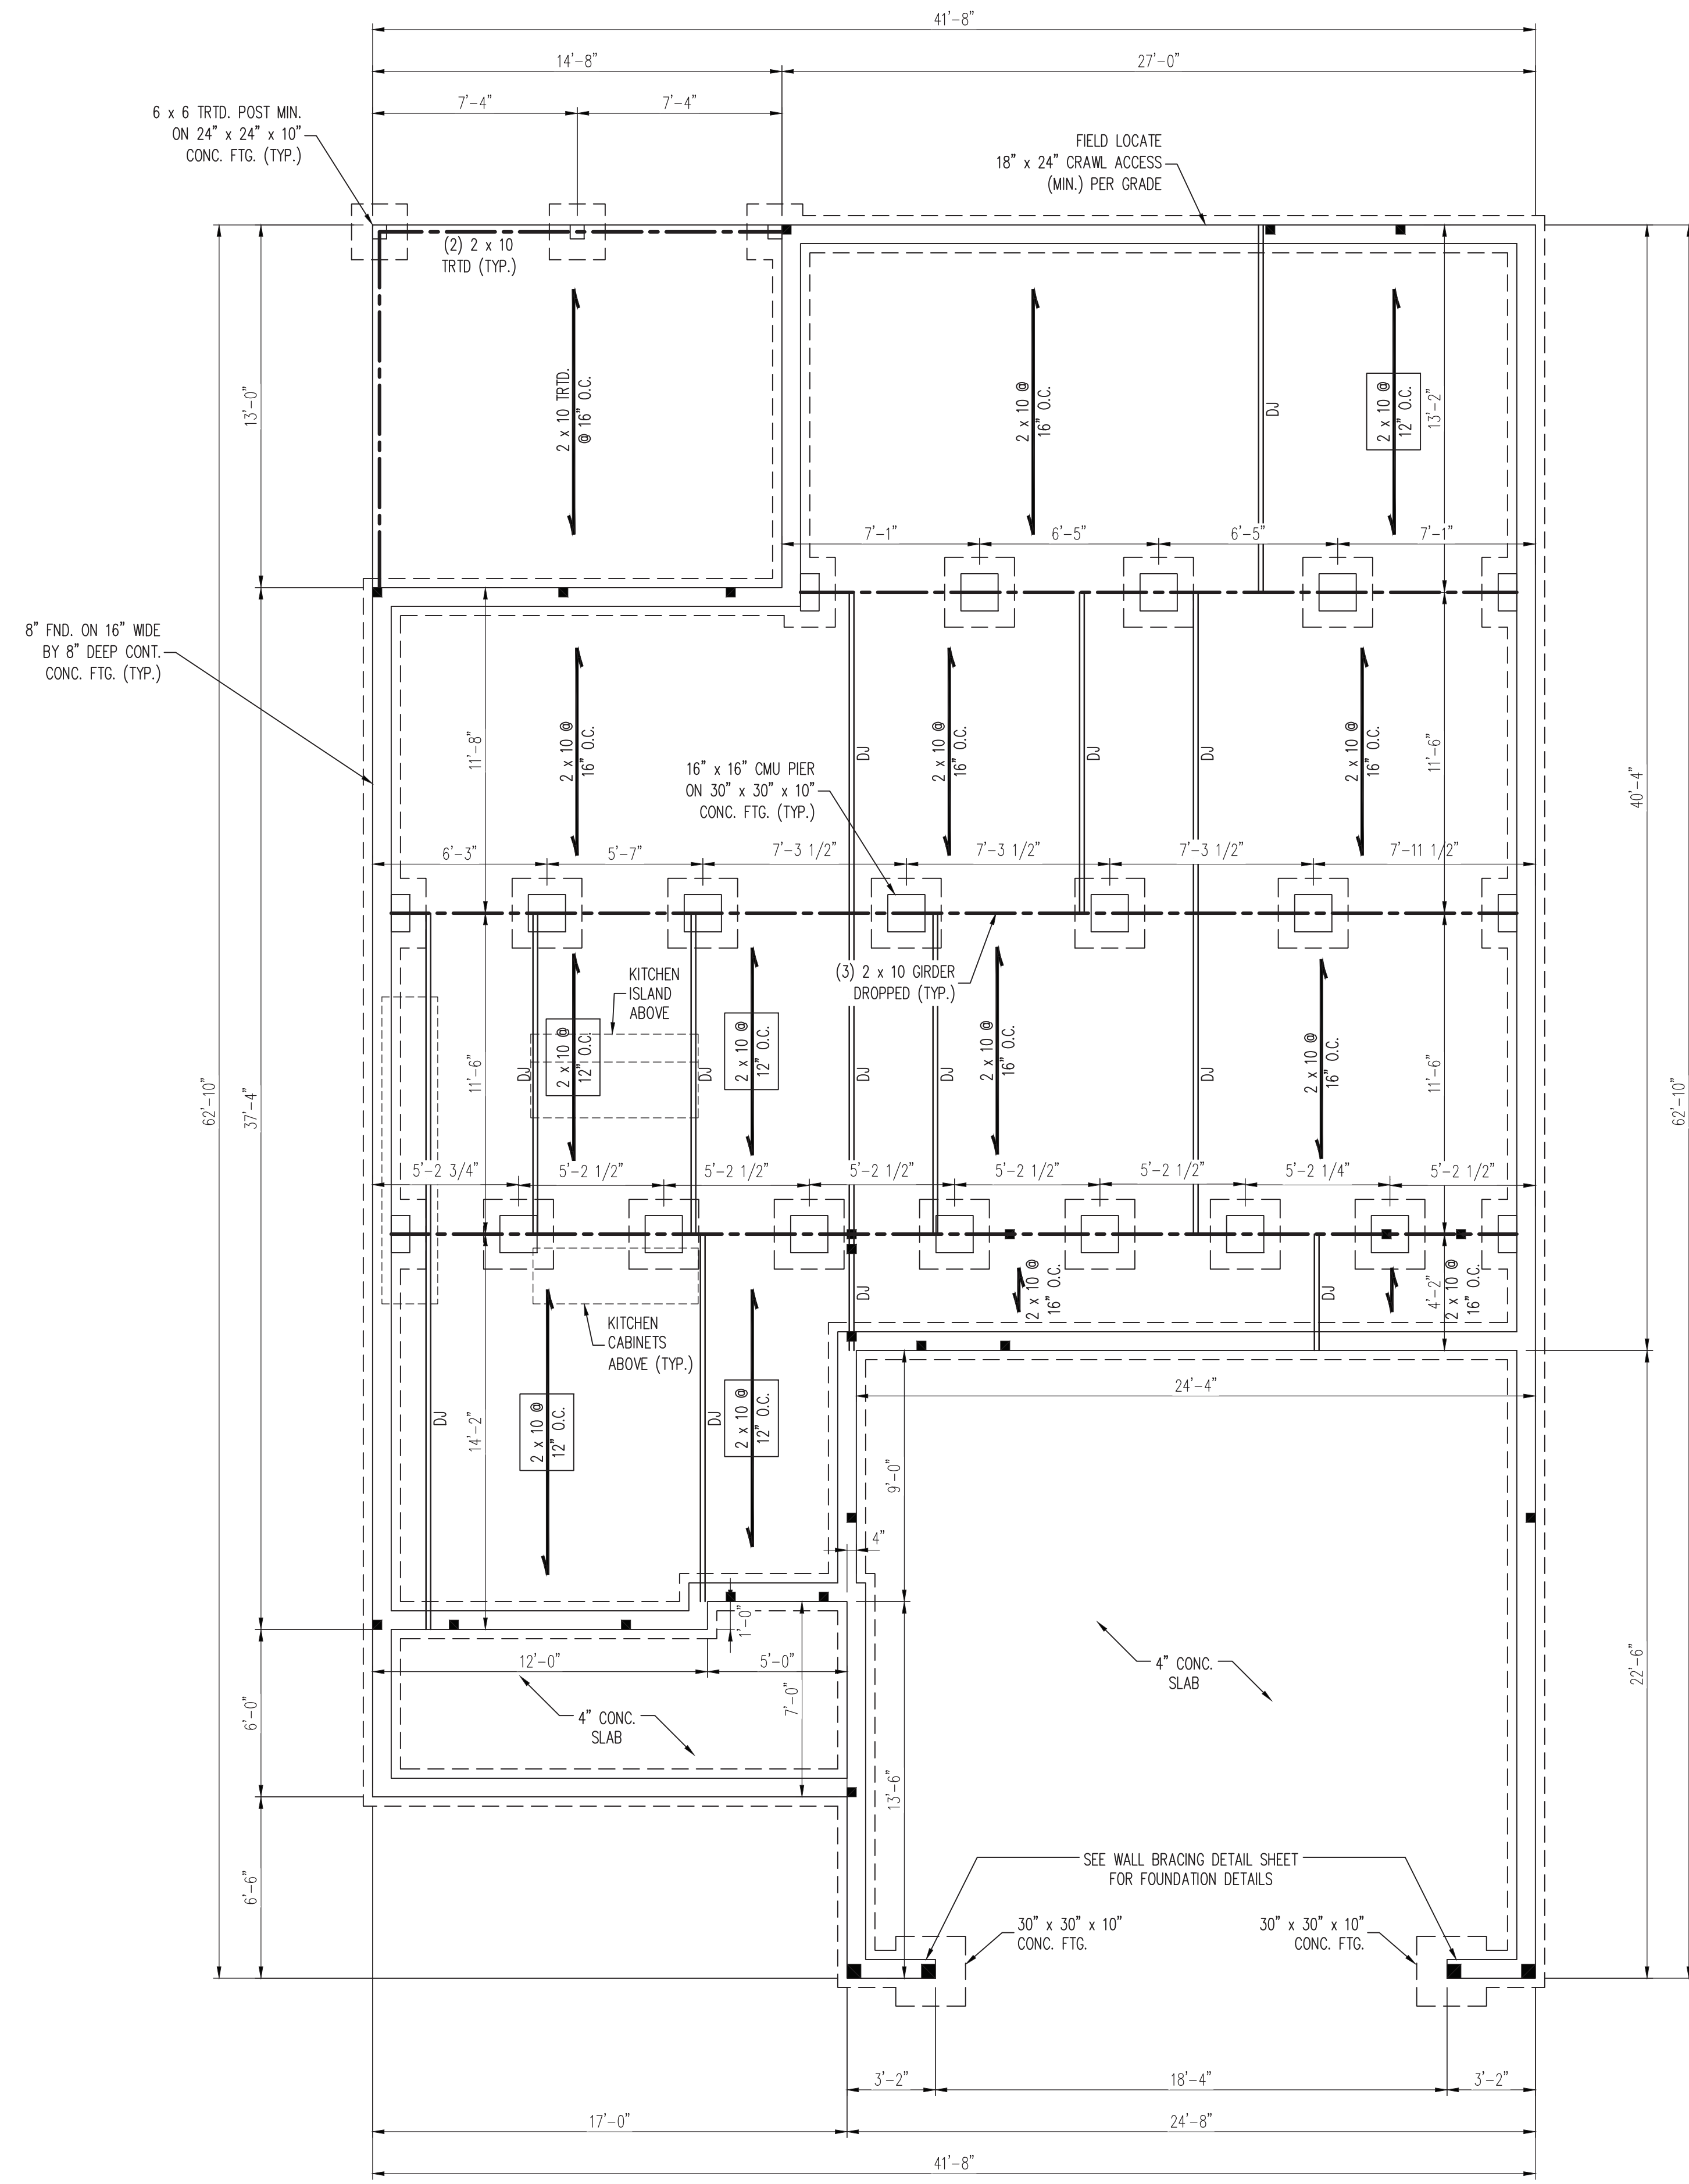 41'-8"
14'-8"
27'-0"
7'-4"
7'-4"
6 x 6 TRTD. POST MIN.
ON 24" x 24" x 10"
CONC. FTG. (TYP.)
FIELD LOCATE
18" x 24" CRAWL ACCESS
(MIN.) PER GRADE
(2) 2 x 10
TRTD (TYP.)
13'-0"
2 x 10 TRTD.
@ 16" O.C.
2 x 10 @
16" O.C.
DJ
2 x 10 @
12" O.C.
13'-2"
7'-1"
6'-5"
6'-5"
7'-1"
8" FND. ON 16" WIDE
BY 8" DEEP CONT.
CONC. FTG. (TYP.)
11'-8"
2 x 10 @
16" O.C.
16" x 16" CMU PIER
ON 30" x 30" x 10"
CONC. FTG. (TYP.)
DJ
2 x 10 @
16" O.C.
DJ
DJ
2 x 10 @
16" O.C.
11'-6"
40'-4"
6'-3"
5'-7"
7'-3 1/2"
7'-3 1/2"
7'-3 1/2"
7'-11 1/2"
(3) 2 x 10 GIRDER
DROPPED (TYP.)
KITCHEN
ISLAND
ABOVE
62'-10"
37'-4"
11'-6"
DJ
2 x 10 @
12" O.C.
DJ
2 x 10 @
12" O.C.
DJ
DJ
2 x 10 @
16" O.C.
DJ
2 x 10 @
16" O.C.
11'-6"
62'-10"
5'-2 3/4"
5'-2 1/2"
5'-2 1/2"
5'-2 1/2"
5'-2 1/2"
5'-2 1/2"
5'-2 1/4"
5'-2 1/2"
DJ
2 x 10 @
16" O.C.
DJ
4'-2"
2 x 10 @
16" O.C.
KITCHEN
CABINETS
ABOVE (TYP.)
24'-4"
DJ
14'-2"
2 x 10 @
12" O.C.
DJ
2 x 10 @
12" O.C.
9'-0"
4"
1'-0"
12'-0"
5'-0"
7'-0"
4" CONC.
SLAB
4" CONC.
SLAB
22'-6"
6'-0"
13'-6"
6'-6"
SEE WALL BRACING DETAIL SHEET
FOR FOUNDATION DETAILS
30" x 30" x 10"
CONC. FTG.
30" x 30" x 10"
CONC. FTG.
3'-2"
18'-4"
3'-2"
17'-0"
24'-8"
41'-8"